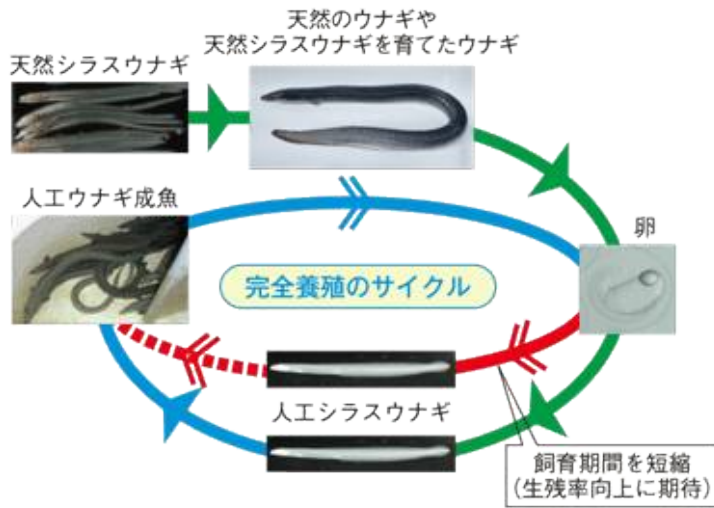 天然のウナギや
天然シラスウナギを育てたウナギ
天然シラスウナギ
人工ウナギ成魚
卵
完全養殖のサイクル
人工シラスウナギ
飼育期間を短縮
(生残率向上に期待)